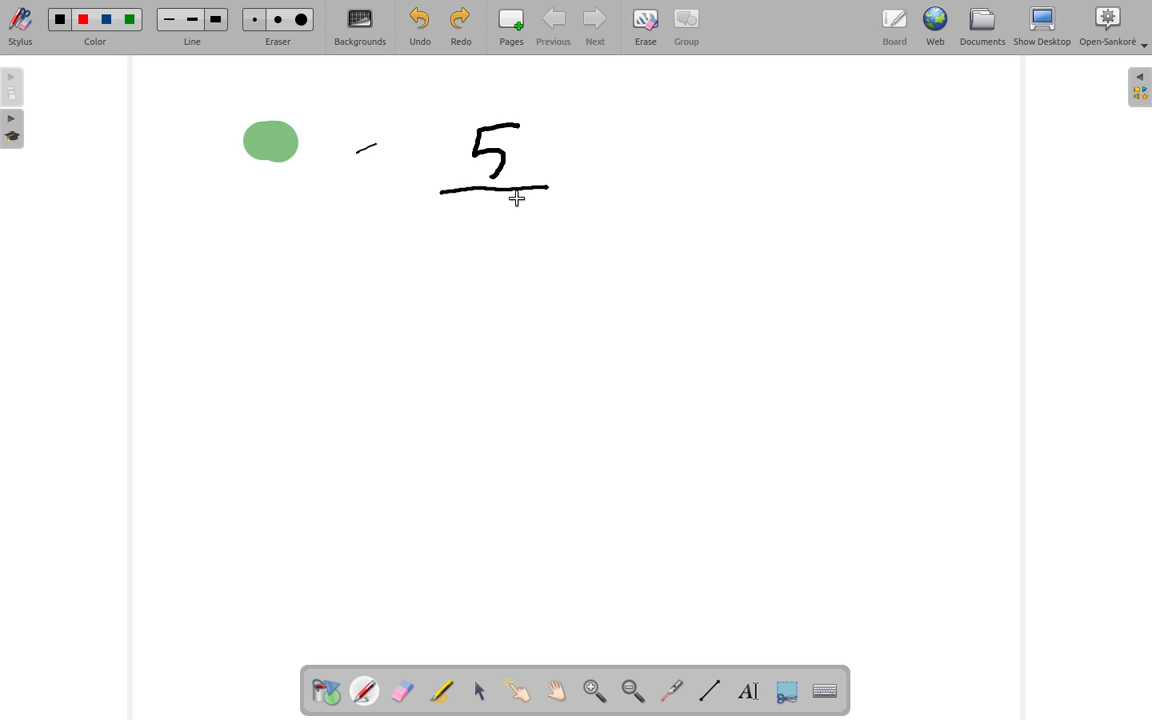 Stylus Color Line Eraser Backgrounds Undo Redo Pages Previous Next Erase Group Board Web Documents Show Desktop Open-Sankoré
- 5
AI